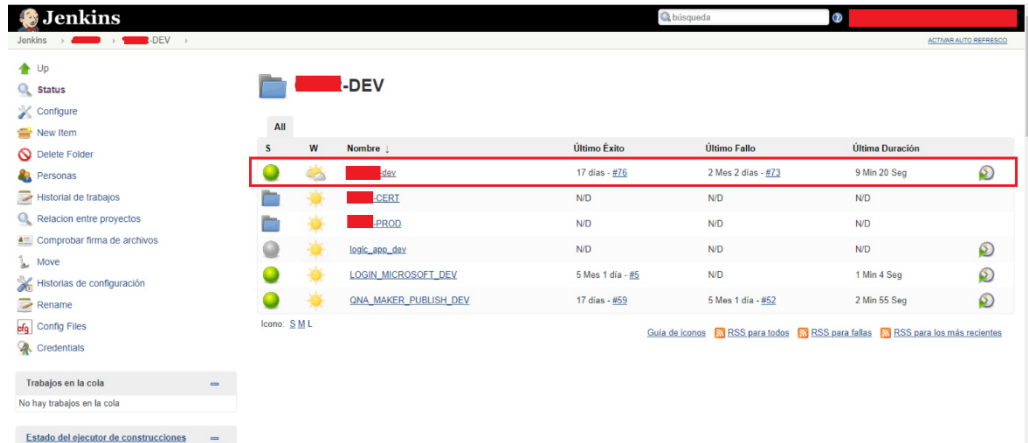 Jenkins
búsqueda
Jenkins
-DEV
ACTIVAR AUTO REFRESCO
Up
Status
Configure
New Item
Delete Folder
Personas
Historial de trabajos
Relacion entre proyectos
Comprobar firma de archivos
Move
Historias de configuración
Rename
cfg Config Files
Credentials
Trabajos en la cola
No hay trabajos en la cola
Estado del ejecutor de construcciones
-DEV
All
S W Nombre ↓ Último Éxito Último Fallo Última Duración
-dev 17 días - #76 2 Mes 2 días - #73 9 Min 20 Seg
-CERT N/D N/D N/D
-PROD N/D N/D N/D
logic_app_dev N/D N/D N/D
LOGIN_MICROSOFT_DEV 5 Mes 1 día - #5 N/D 1 Min 4 Seg
QNA_MAKER_PUBLISH_DEV 17 días - #59 5 Mes 1 día - #52 2 Min 55 Seg
Icono: S M L
Guía de iconos RSS para todos RSS para fallas RSS para los más recientes